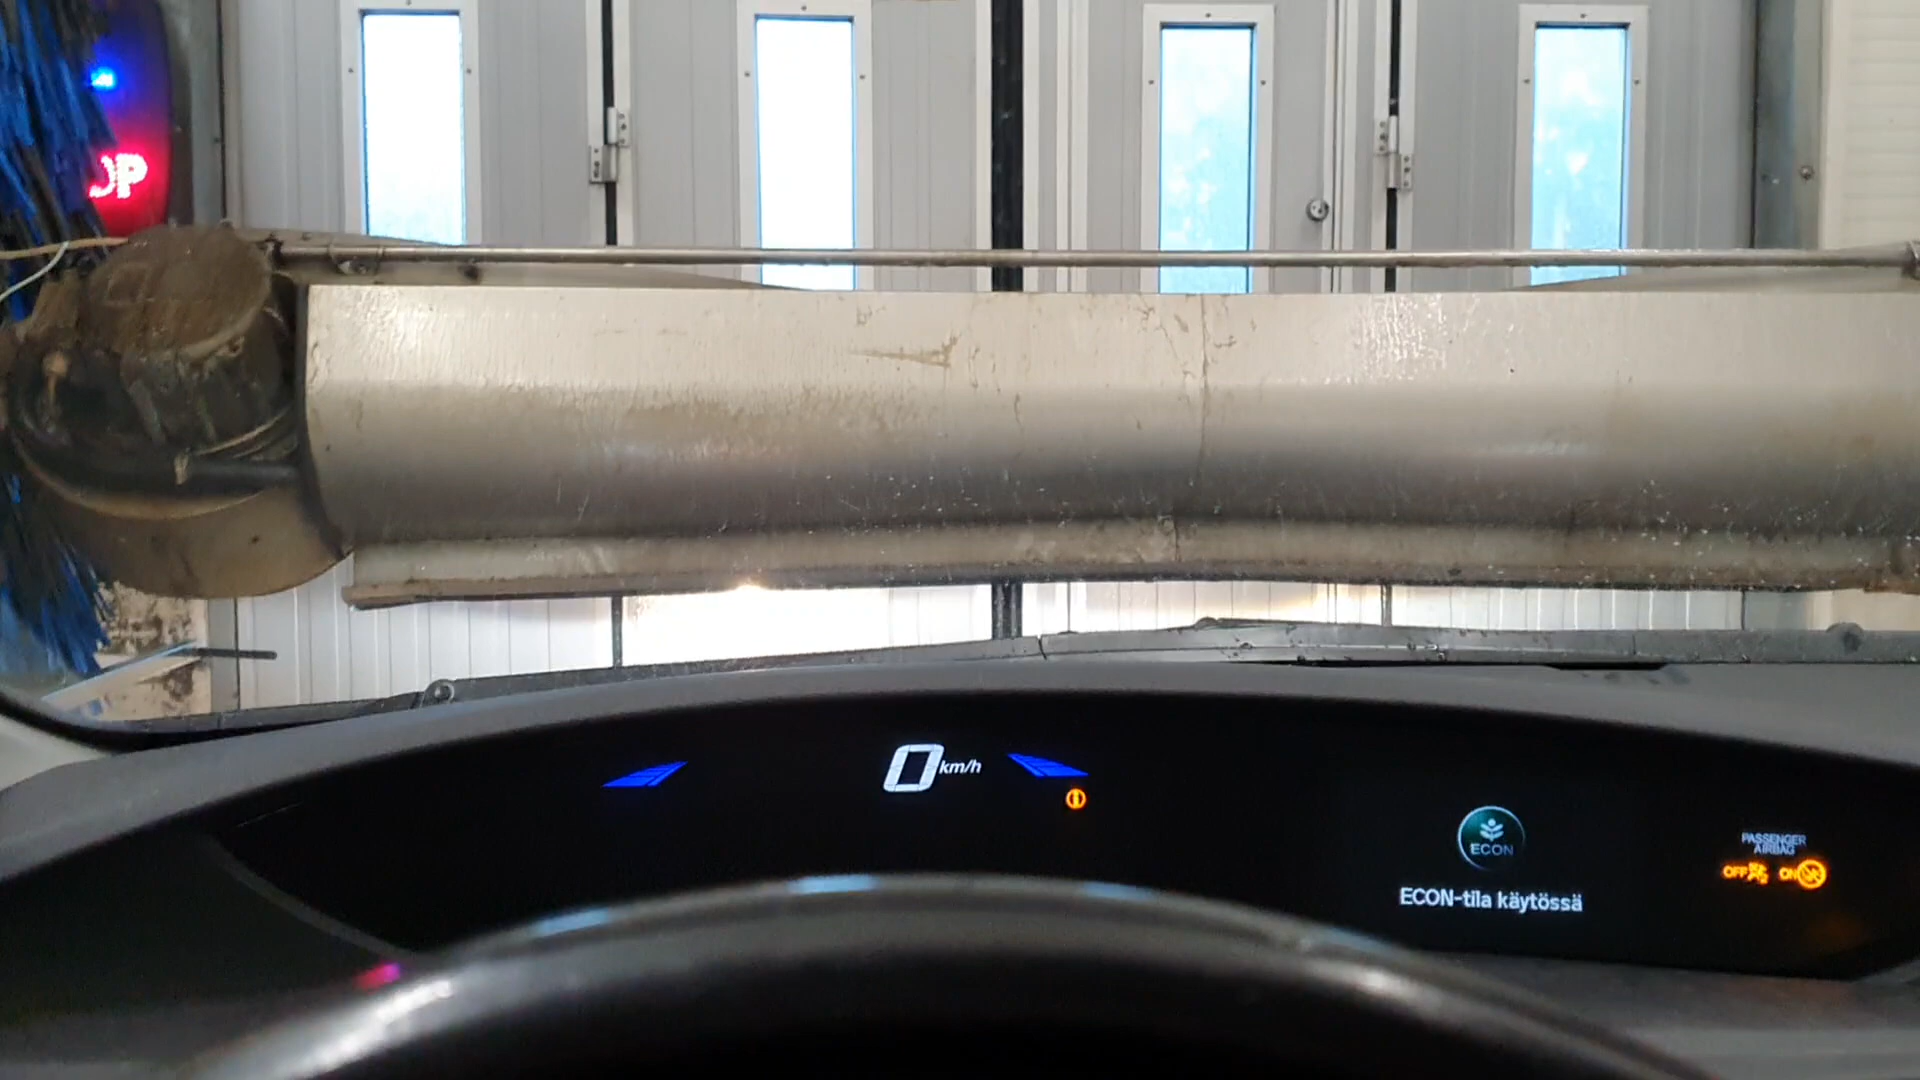 OP
0 km/h
ECON
ECON-tila käytössä
PASSENGER
AIRBAG
OFF ON